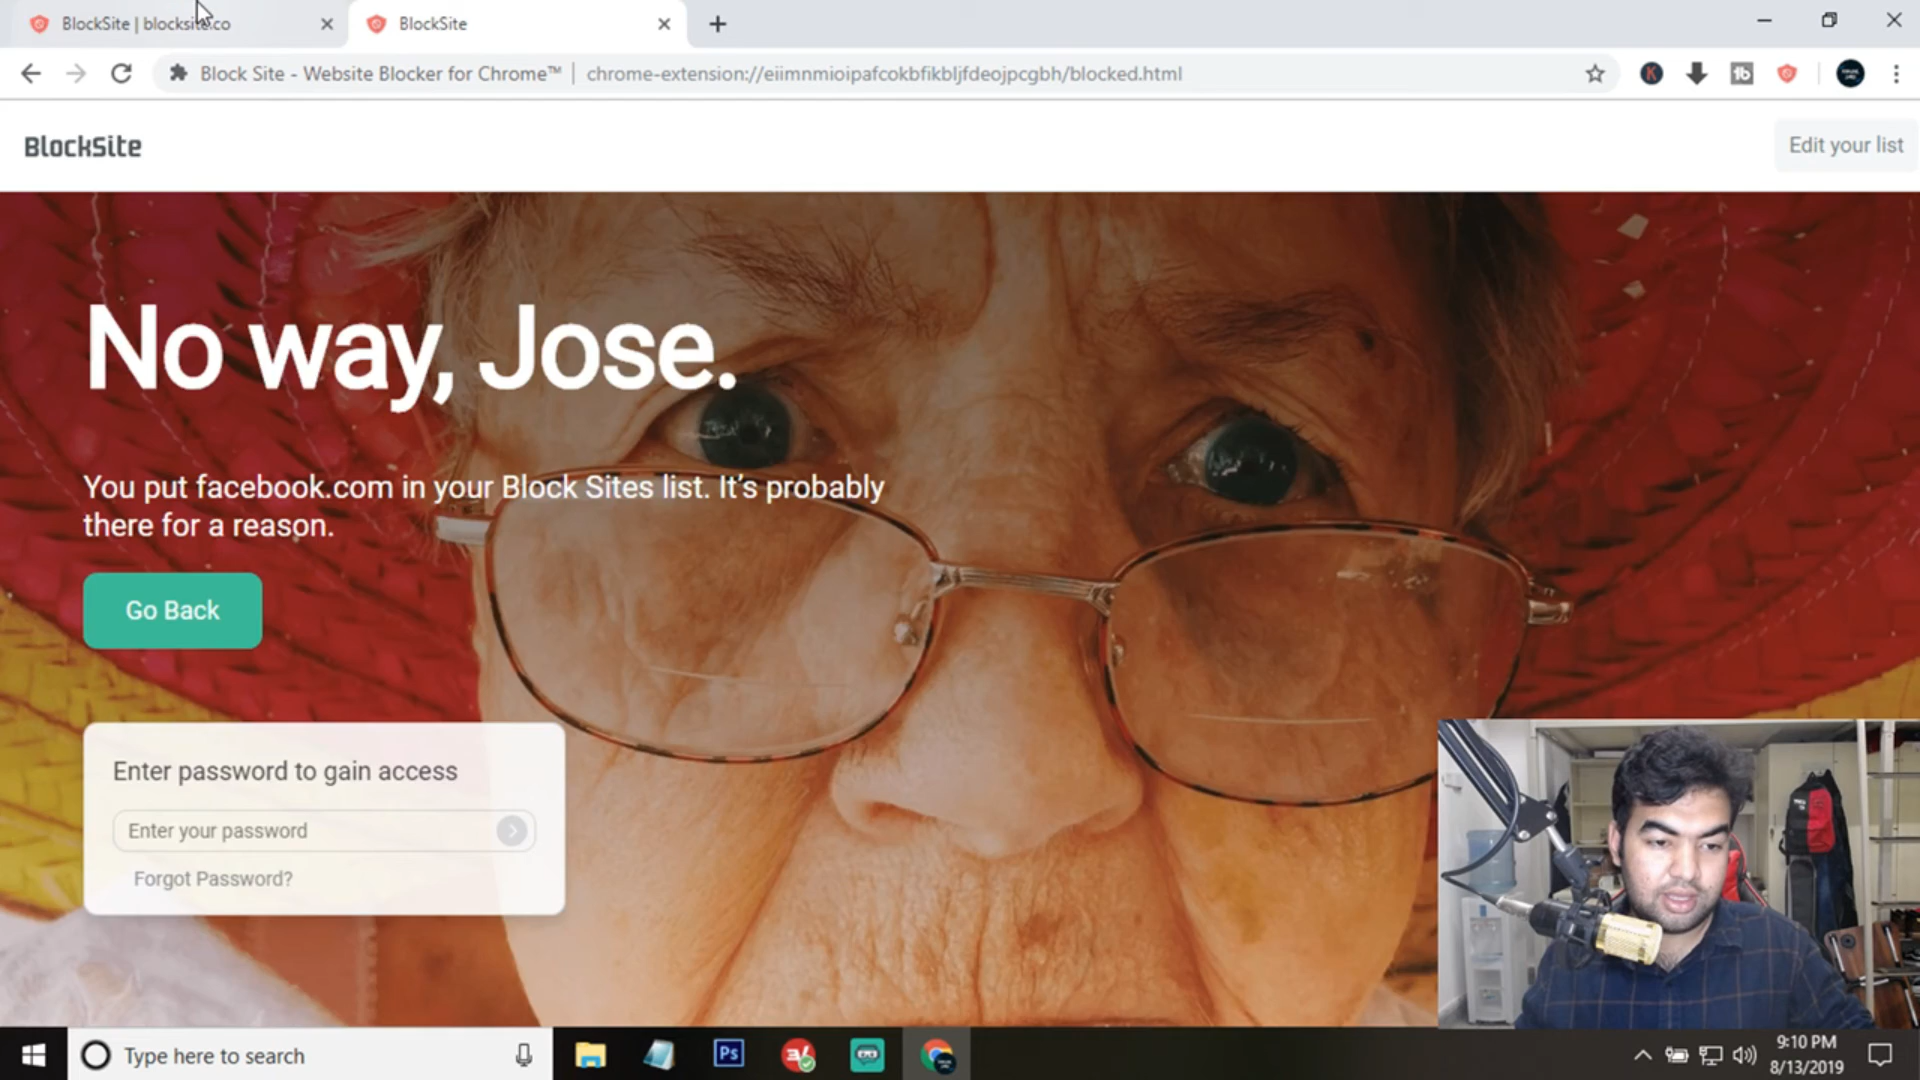 BlockSite | blocksite.co
BlockSite
Block Site - Website Blocker for Chrome™ | chrome-extension://eiimnmioipafcokbfikbljfdeojpcgbh/blocked.html
BlockSite
Edit your list
No way, Jose.
You put facebook.com in your Block Sites list. It's probably
there for a reason.
Go Back
Enter password to gain access
Enter your password
Forgot Password?
Type here to search
Ps
9:10 PM
8/13/2019